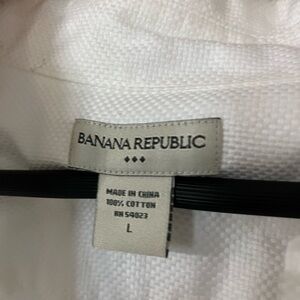 BANANA REPUBLIC
♦♦♦
MADE IN CHINA
100% COTTON
RN 54023
L